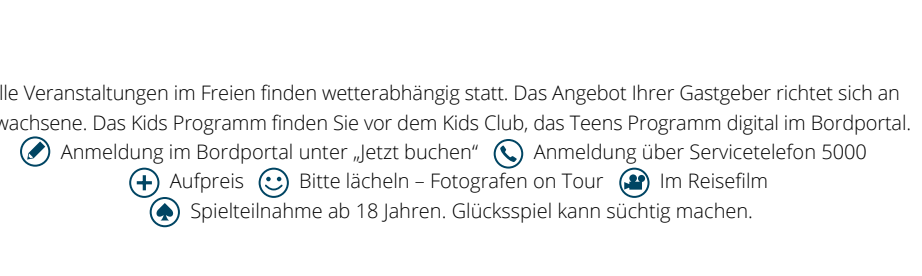 lle Veranstaltungen im Freien finden wetterabhängig statt. Das Angebot Ihrer Gastgeber richtet sich an
wachsene. Das Kids Programm finden Sie vor dem Kids Club, das Teens Programm digital im Bordportal.
Anmeldung im Bordportal unter „Jetzt buchen“ Anmeldung über Servicetelefon 5000
Aufpreis Bitte lächeln – Fotografen on Tour Im Reisefilm
Spielteilnahme ab 18 Jahren. Glücksspiel kann süchtig machen.